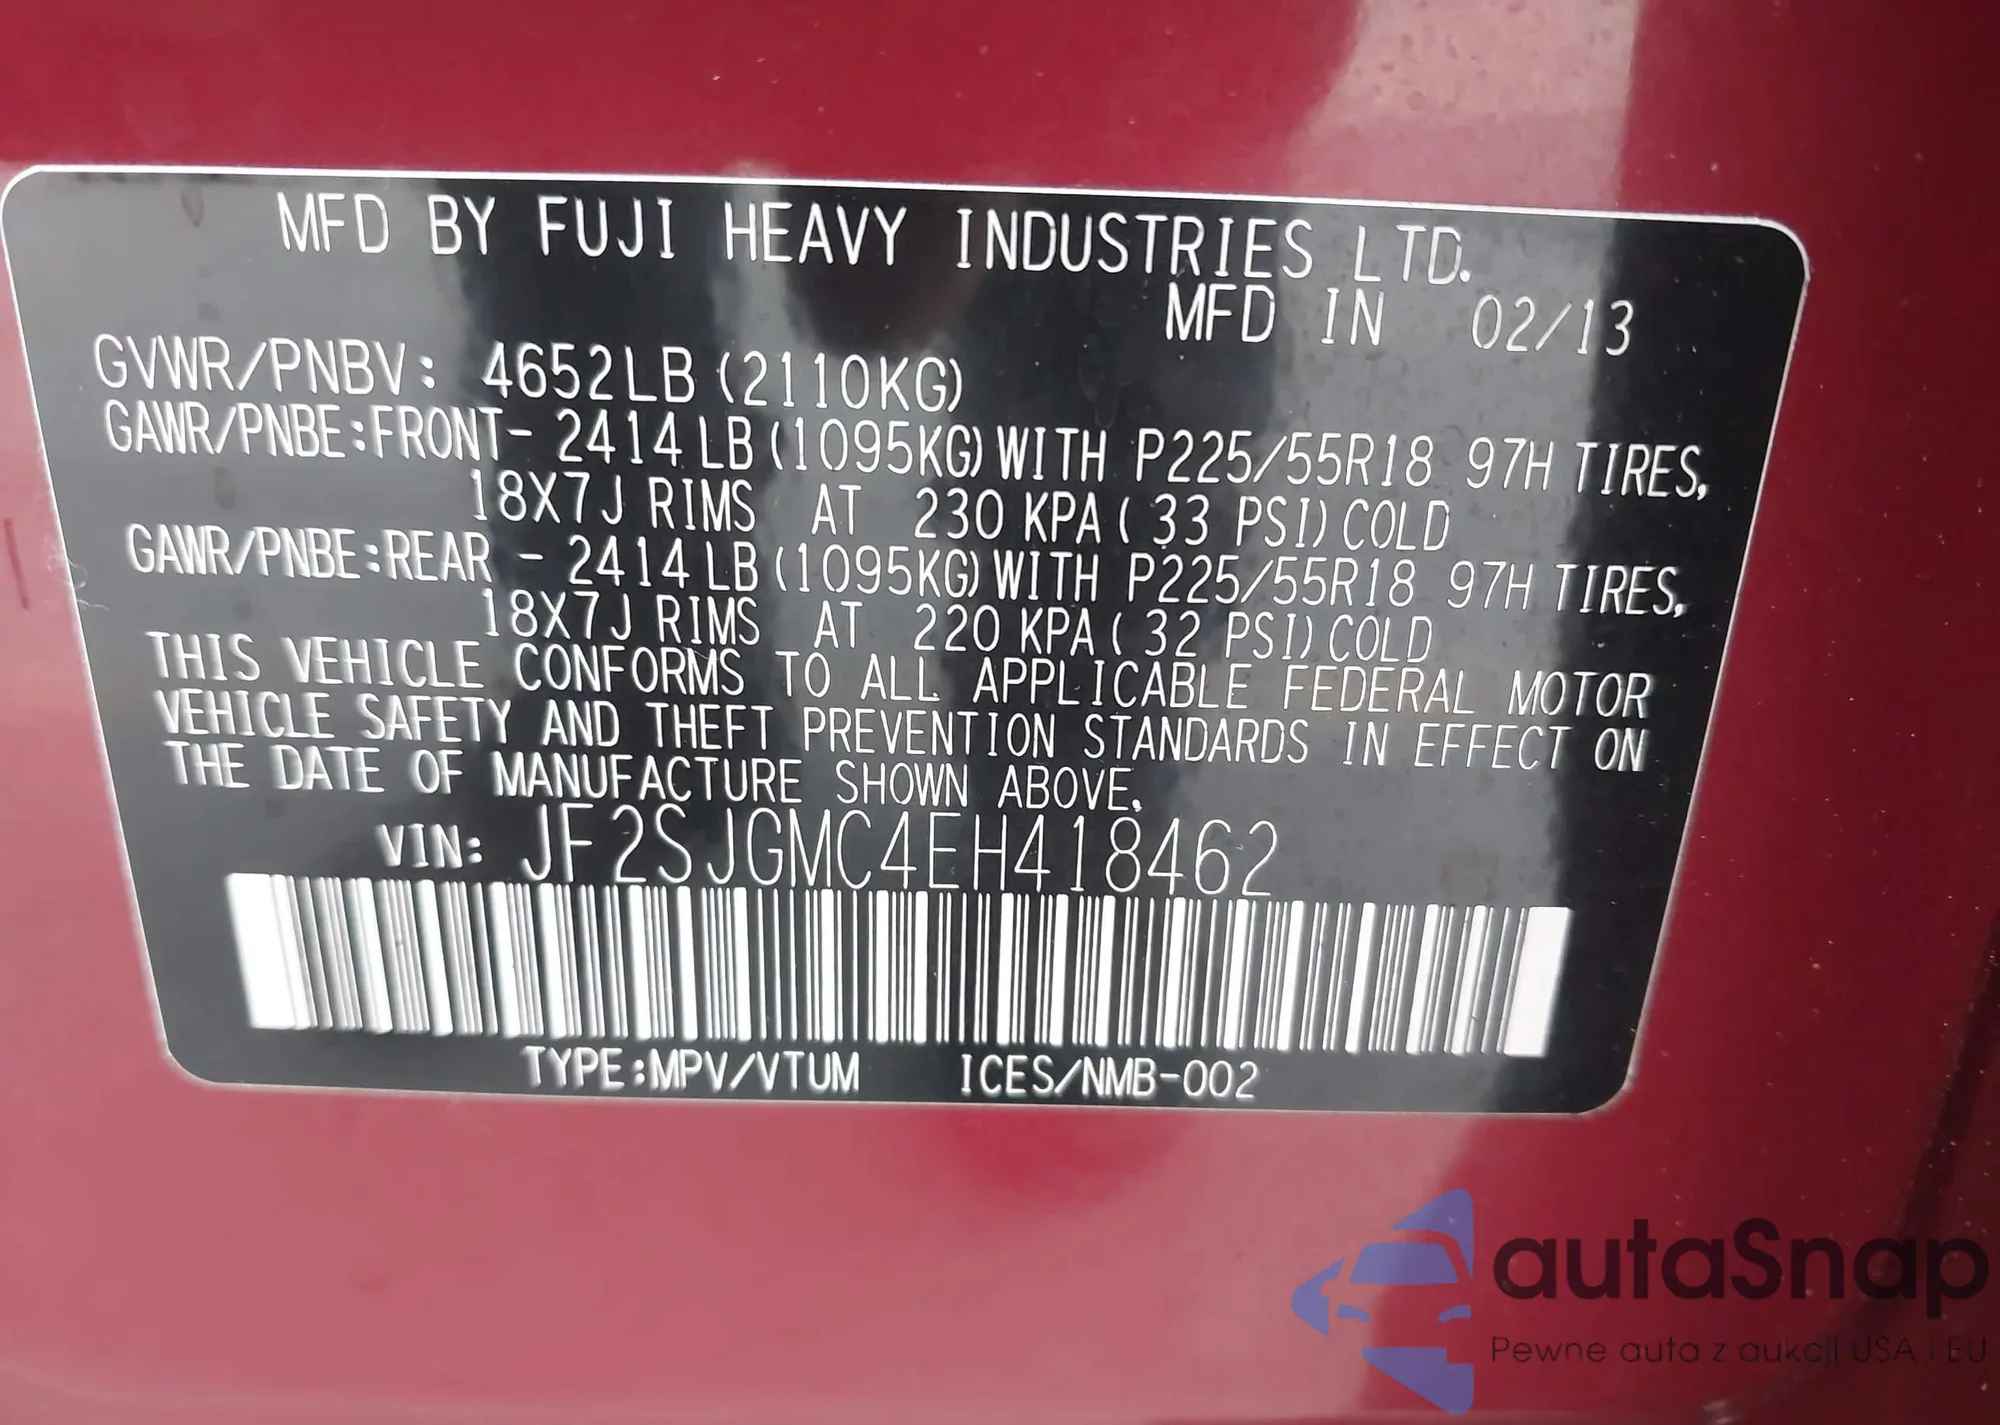 MFD BY FUJI HEAVY INDUSTRIES LTD.
MFD IN 02/13
GVWR/PNBV: 4652LB (2110KG)
GAWR/PNBE:FRONT- 2414LB(1095KG)WITH P225/55R18 97H TIRES,
18X7J RIMS AT 230 KPA( 33 PSI)COLD
GAWR/PNBE:REAR - 2414LB(1095KG)WITH P225/55R18 97H TIRES,
18X7J RIMS AT 220 KPA( 32 PSI)COLD
THIS VEHICLE CONFORMS TO ALL APPLICABLE FEDERAL MOTOR
VEHICLE SAFETY AND THEFT PREVENTION STANDARDS IN EFFECT ON
THE DATE OF MANUFACTURE SHOWN ABOVE.
VIN: JF2SJGMC4EH418462
TYPE:MPV/VTUM ICES/NMB-002
autaSnap
Pewne auta z aukcji USA i EU